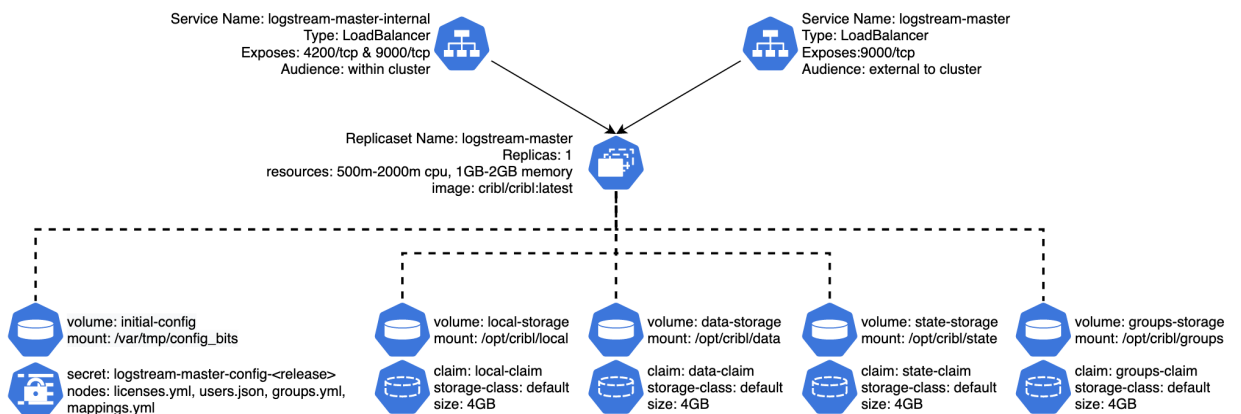 Service Name: logstream-master-internal
Type: LoadBalancer
Exposes: 4200/tcp & 9000/tcp
Audience: within cluster
Service Name: logstream-master
Type: LoadBalancer
Exposes:9000/tcp
Audience: external to cluster
Replicaset Name: logstream-master
Replicas: 1
resources: 500m-2000m cpu, 1GB-2GB memory
image: cribl/cribl:latest
volume: initial-config
mount: /var/tmp/config_bits
secret: logstream-master-config-<release>
nodes: licenses.yml, users.json, groups.yml,
mappings.yml
volume: local-storage
mount: /opt/cribl/local
claim: local-claim
storage-class: default
size: 4GB
volume: data-storage
mount: /opt/cribl/data
claim: data-claim
storage-class: default
size: 4GB
volume: state-storage
mount: /opt/cribl/state
claim: state-claim
storage-class: default
size: 4GB
volume: groups-storage
mount: /opt/cribl/groups
claim: groups-claim
storage-class: default
size: 4GB